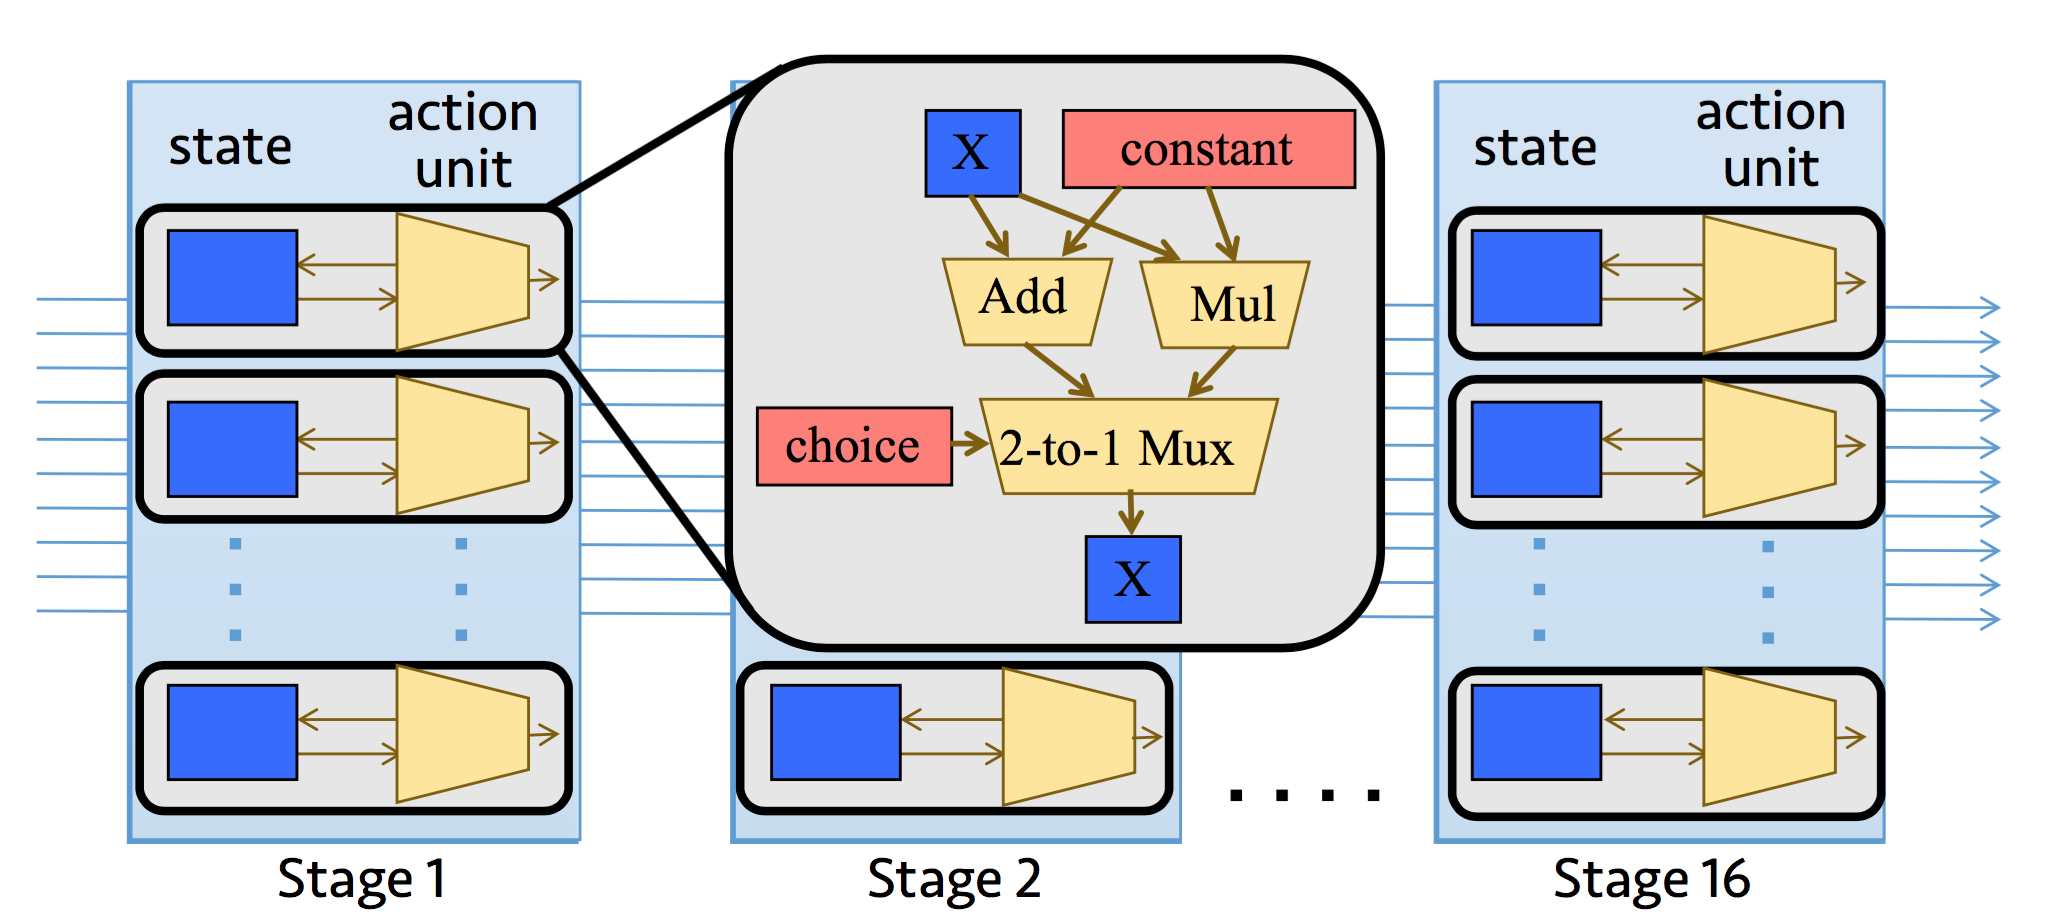 state
action
unit
X
constant
Add
Mul
choice
2-to-1 Mux
X
state
action
unit
Stage 1
Stage 2
Stage 16